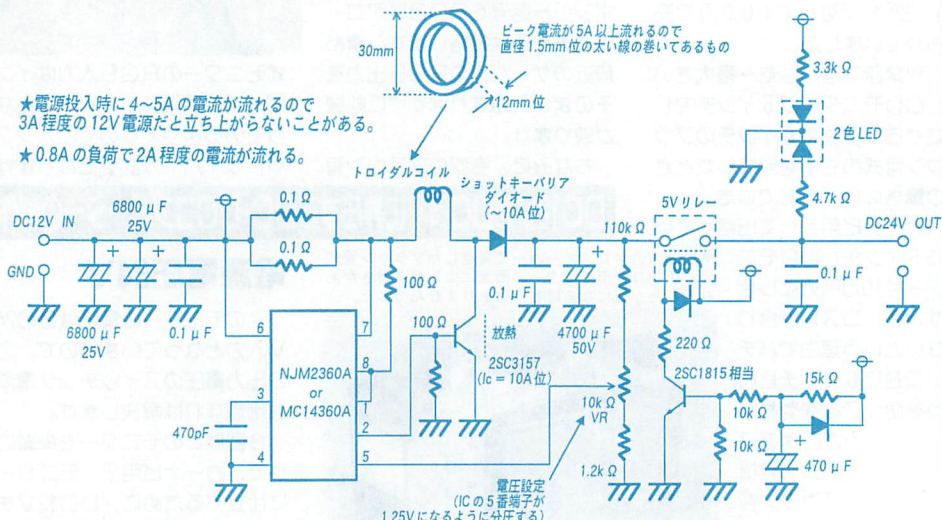 30mm
ピーク電流が5A以上流れるので
直径1.5mm位の太い線の巻いてあるもの
12mm位
★電源投入時に4〜5Aの電流が流れるので
3A程度の12V電源だと立ち上がらないことがある。
★0.8Aの負荷で2A程度の電流が流れる。
3.3kΩ
2色LED
4.7kΩ
トロイダルコイル
ショットキーバリア
ダイオード
(〜10A位)
5Vリレー
DC12V IN
6800μF
25V
0.1Ω
0.1Ω
110kΩ
DC24V OUT
GND
100Ω
0.1μF
0.1μF
6800μF
25V
0.1μF
100Ω
放熱
2SC3157
(Ic=10A位)
4700μF
50V
220Ω
6
7
NJM2360A
or
MC14360A
8
1
3
2
4
5
470pF
10kΩ
VR
1.2kΩ
2SC1815相当
15kΩ
10kΩ
10kΩ
470μF
電圧設定
(ICの5番端子が
1.25Vになるように分圧する)